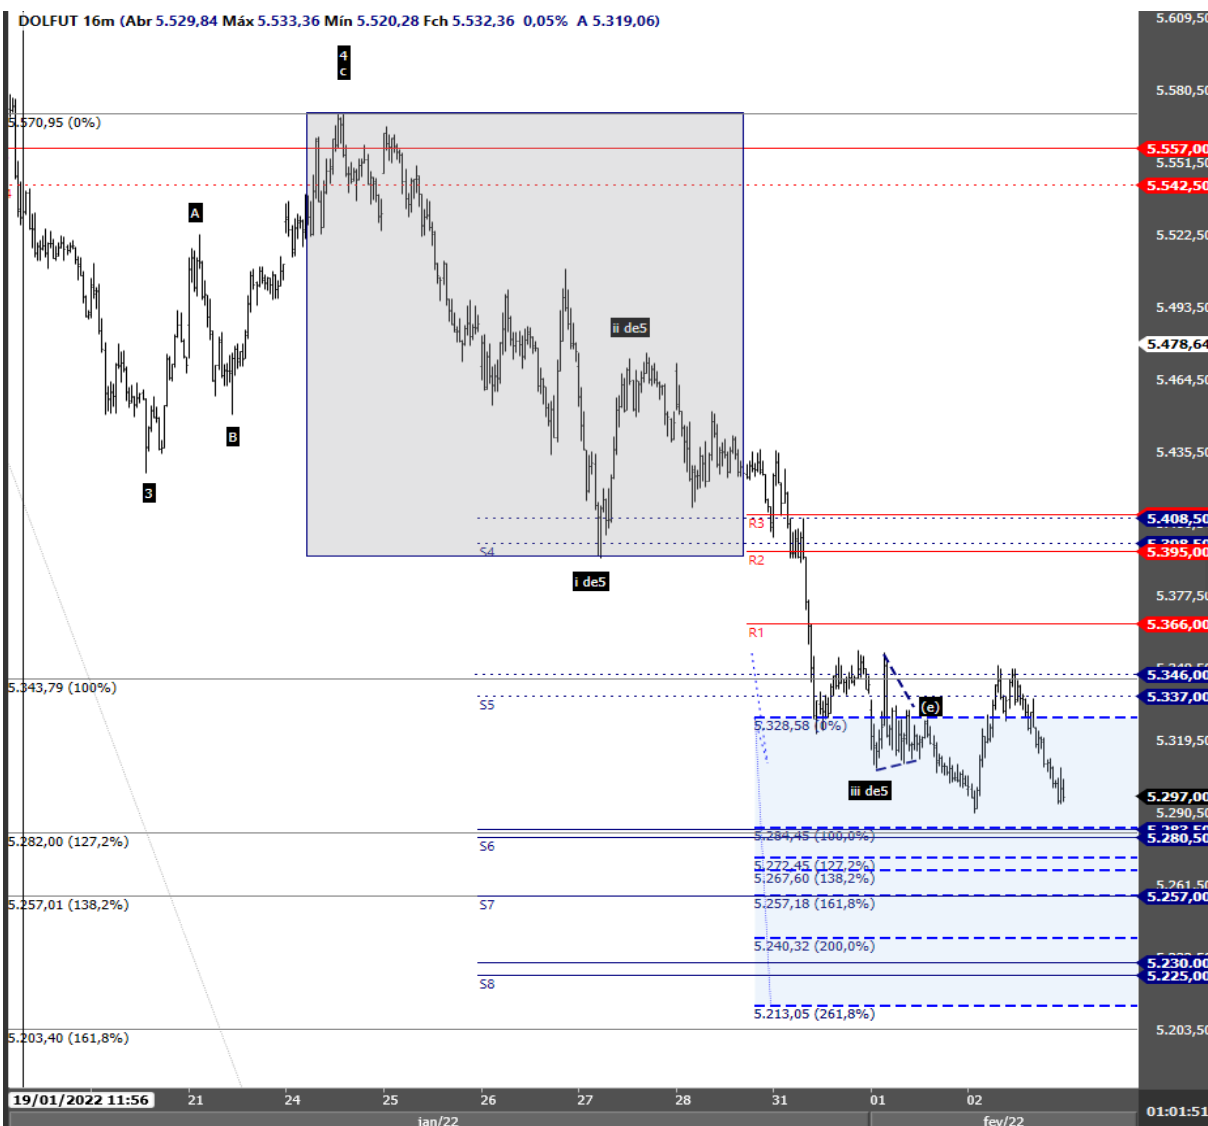 DOLFUT 16m (Abr 5.529,84 Máx 5.533,36 Mín 5.520,28 Fch 5.532,36 0,05% A 5.319,06)
5.609,50
4
c
5.580,50
5.570,95 (0%)
5.557,00
5.551,50
5.542,50
A
5.522,50
5.493,50
ii de5
5.478,64
5.464,50
B
5.435,50
3
R3
5.408,50
S4
5.398,50
R2
5.395,00
i de5
5.377,50
5.366,00
R1
5.346,00
5.343,79 (100%)
S5
5.337,00
(e)
5.328,58 (0%)
5.319,50
iii de5
5.297,00
5.290,50
5.284,45 (100,0%)
5.282,00 (127,2%)
S6
5.280,50
5.272,45 (127,2%)
5.267,60 (138,2%)
5.261,50
5.257,01 (138,2%)
S7
5.257,18 (161,8%)
5.257,00
5.240,32 (200,0%)
5.230,00
5.225,00
S8
5.213,05 (261,8%)
5.203,40 (161,8%)
5.203,50
19/01/2022 11:56
21
24
25
26
27
28
31
01
02
01:01:51
jan/22
fev/22